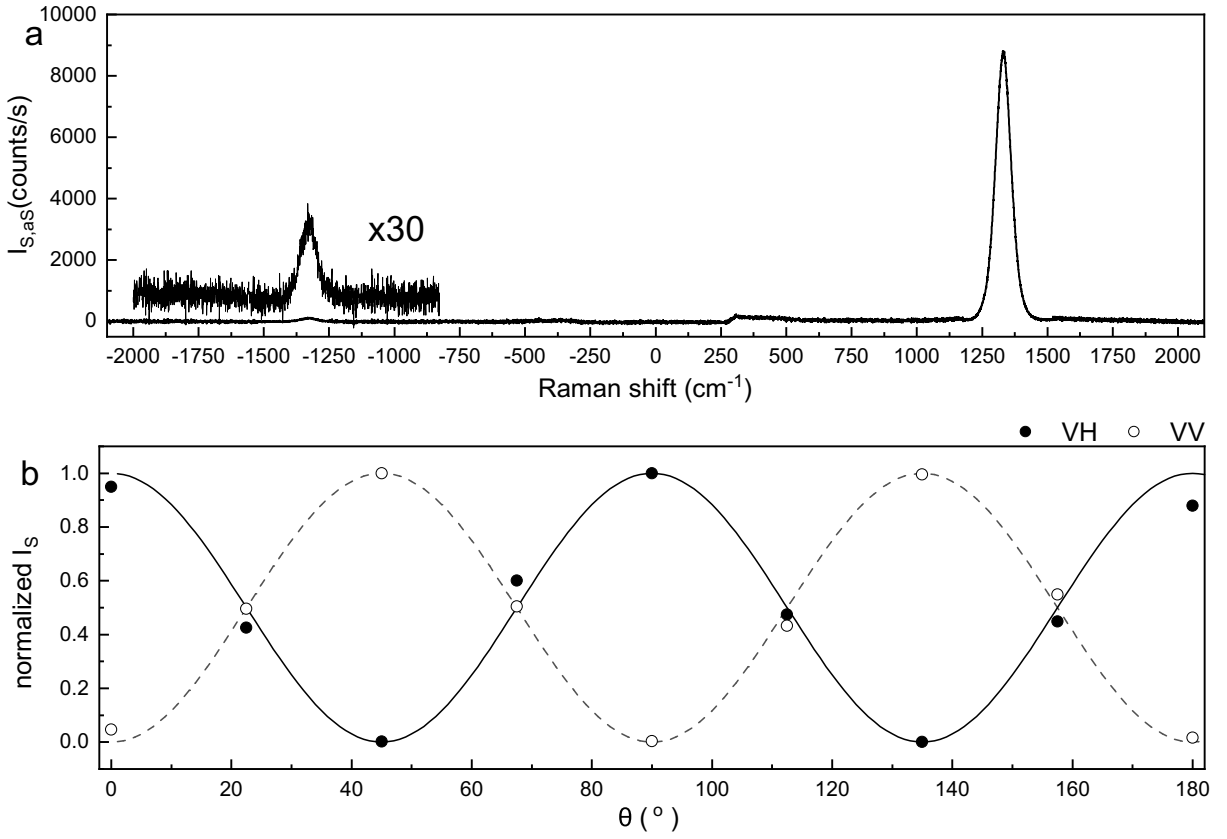 a
I_S,aS(counts/s)
10000
8000
6000
4000
2000
0
x30
-2000 -1750 -1500 -1250 -1000 -750 -500 -250 0 250 500 750 1000 1250 1500 1750 2000
Raman shift (cm⁻¹)
VH VV
b
normalized I_S
1.0
0.8
0.6
0.4
0.2
0.0
0 20 40 60 80 100 120 140 160 180
θ ( ° )